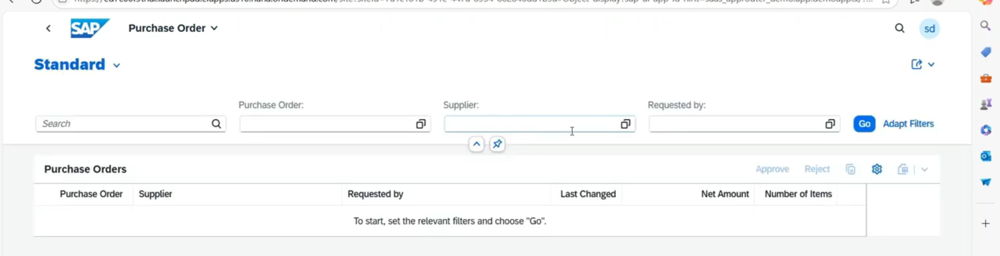 SAP Purchase Order
sd
Standard
Purchase Order:
Supplier:
Requested by:
Search
Go
Adapt Filters
Purchase Orders
Approve
Reject
Purchase Order
Supplier
Requested by
Last Changed
Net Amount
Number of Items
To start, set the relevant filters and choose "Go".